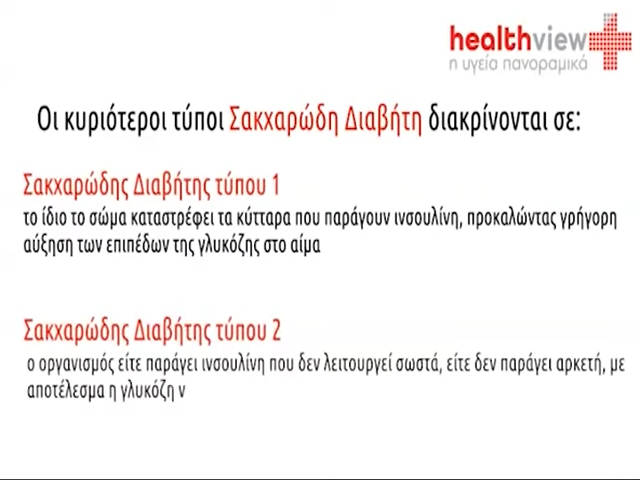 healthview
η υγεία πανοραμικά
Οι κυριότεροι τύποι Σακχαρώδη Διαβήτη διακρίνονται σε:
Σακχαρώδης Διαβήτης τύπου 1
το ίδιο το σώμα καταστρέφει τα κύτταρα που παράγουν ινσουλίνη, προκαλώντας γρήγορη
αύξηση των επιπέδων της γλυκόζης στο αίμα
Σακχαρώδης Διαβήτης τύπου 2
ο οργανισμός είτε παράγει ινσουλίνη που δεν λειτουργεί σωστά, είτε δεν παράγει αρκετή, με
αποτέλεσμα η γλυκόζη ν